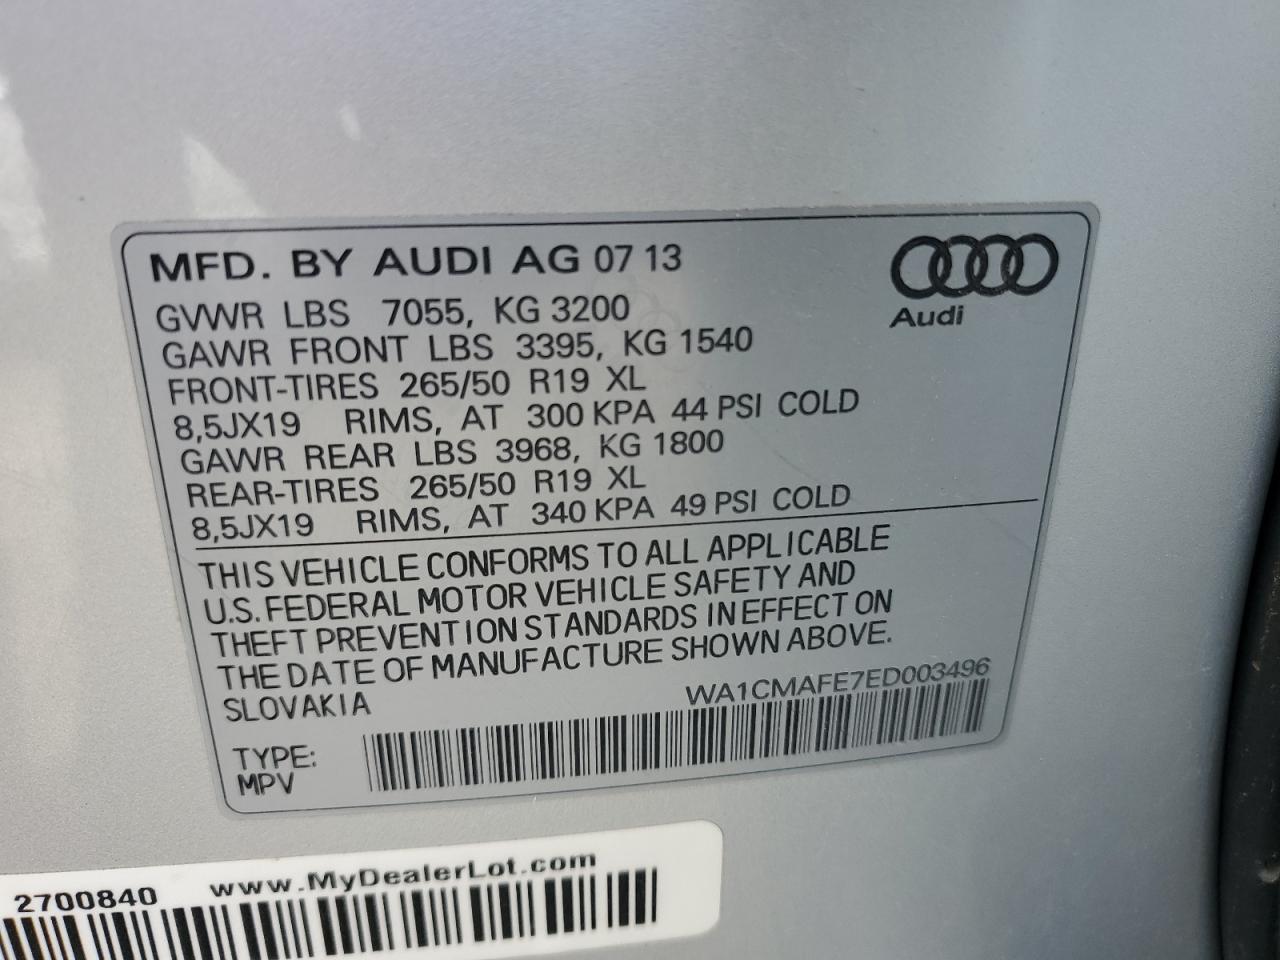 MFD. BY AUDI AG 07 13
Audi
GVWR LBS 7055, KG 3200
GAWR FRONT LBS 3395, KG 1540
FRONT-TIRES 265/50 R19 XL
8,5JX19 RIMS, AT 300 KPA 44 PSI COLD
GAWR REAR LBS 3968, KG 1800
REAR-TIRES 265/50 R19 XL
8,5JX19 RIMS, AT 340 KPA 49 PSI COLD
THIS VEHICLE CONFORMS TO ALL APPLICABLE
U.S. FEDERAL MOTOR VEHICLE SAFETY AND
THEFT PREVENTION STANDARDS IN EFFECT ON
THE DATE OF MANUFACTURE SHOWN ABOVE.
SLOVAKIA WA1CMAFE7ED003496
TYPE:
MPV
2700840 www.MyDealerLot.com